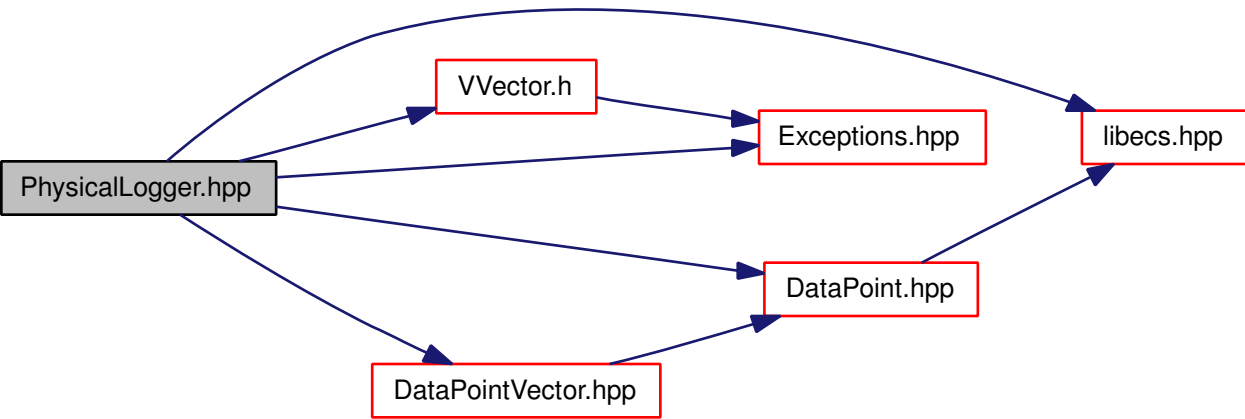 VVector.h
Exceptions.hpp
libecs.hpp
PhysicalLogger.hpp
DataPoint.hpp
DataPointVector.hpp